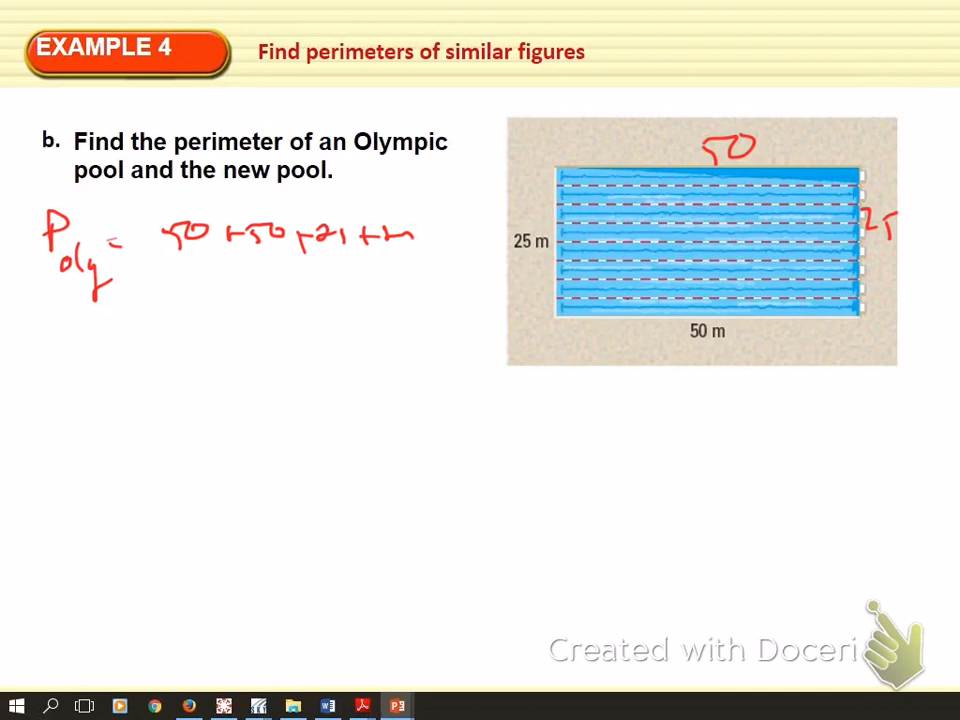 EXAMPLE 4
Find perimeters of similar figures
b. Find the perimeter of an Olympic
pool and the new pool.
50
P oly = 50 +50 +25 +25
25 m
25
50 m
Created with Doceri